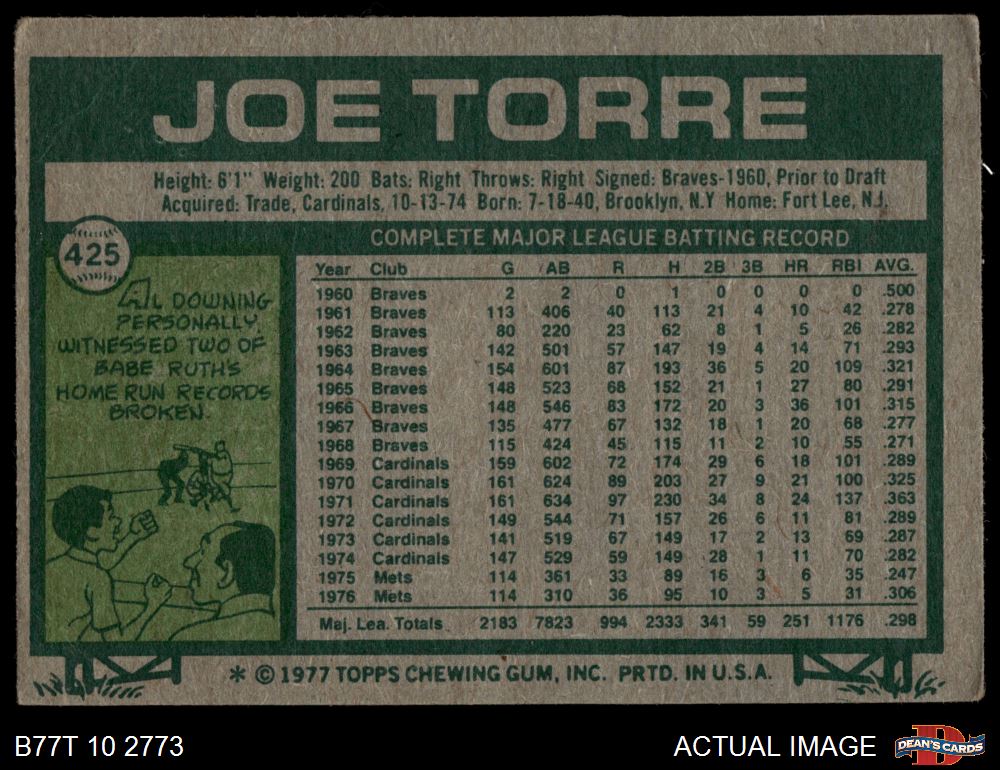 JOE TORRE
Height: 6'1" Weight: 200 Bats: Right Throws: Right Signed: Braves-1960, Prior to Draft
Acquired: Trade, Cardinals, 10-13-74 Born: 7-18-40, Brooklyn, N.Y Home: Fort Lee, N.J.
425
AL DOWNING
PERSONALLY
WITNESSED TWO OF
BABE RUTH'S
HOME RUN RECORDS
BROKEN.
COMPLETE MAJOR LEAGUE BATTING RECORD
Year Club G AB R H 2B 3B HR RBI AVG.
1960 Braves 2 2 0 1 0 0 0 0 .500
1961 Braves 113 406 40 113 21 4 10 42 .278
1962 Braves 80 220 23 62 8 1 5 26 .282
1963 Braves 142 501 57 147 19 4 14 71 .293
1964 Braves 154 601 87 193 36 5 20 109 .321
1965 Braves 148 523 68 152 21 1 27 80 .291
1966 Braves 148 546 83 172 20 3 36 101 .315
1967 Braves 135 477 67 132 18 1 20 68 .277
1968 Braves 115 424 45 115 11 2 10 55 .271
1969 Cardinals 159 602 72 174 29 6 18 101 .289
1970 Cardinals 161 624 89 203 27 9 21 100 .325
1971 Cardinals 161 634 97 230 34 8 24 137 .363
1972 Cardinals 149 544 71 157 26 6 11 81 .289
1973 Cardinals 141 519 67 149 17 2 13 69 .287
1974 Cardinals 147 529 59 149 28 1 11 70 .282
1975 Mets 114 361 33 89 16 3 6 35 .247
1976 Mets 114 310 36 95 10 3 5 31 .306
Maj. Lea. Totals 2183 7823 994 2333 341 59 251 1176 .298
* © 1977 TOPPS CHEWING GUM, INC. PRTD. IN U.S.A.
B77T 10 2773
ACTUAL IMAGE
DEAN'S CARDS